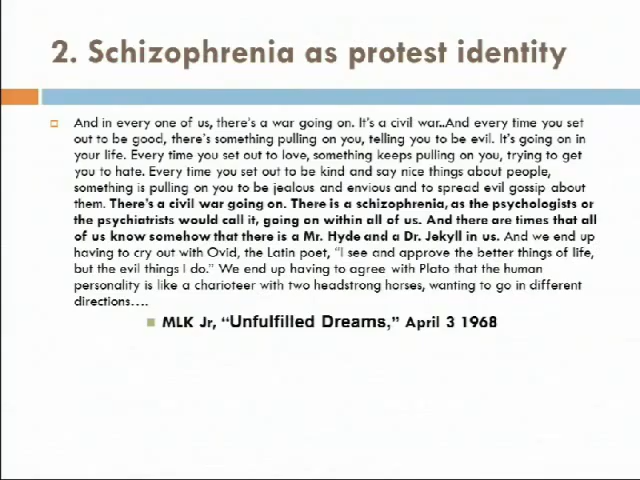 2. Schizophrenia as protest identity
And in every one of us, there's a war going on. It's a civil war..And every time you set
out to be good, there's something pulling on you, telling you to be evil. It's going on in
your life. Every time you set out to love, something keeps pulling on you, trying to get
you to hate. Every time you set out to be kind and say nice things about people,
something is pulling on you to be jealous and envious and to spread evil gossip about
them. There's a civil war going on. There is a schizophrenia, as the psychologists or
the psychiatrists would call it, going on within all of us. And there are times that all
of us know somehow that there is a Mr. Hyde and a Dr. Jekyll in us. And we end up
having to cry out with Ovid, the Latin poet, "I see and approve the better things of life,
but the evil things I do." We end up having to agree with Plato that the human
personality is like a charioteer with two headstrong horses, wanting to go in different
directions....
MLK Jr, “Unfulfilled Dreams,” April 3 1968